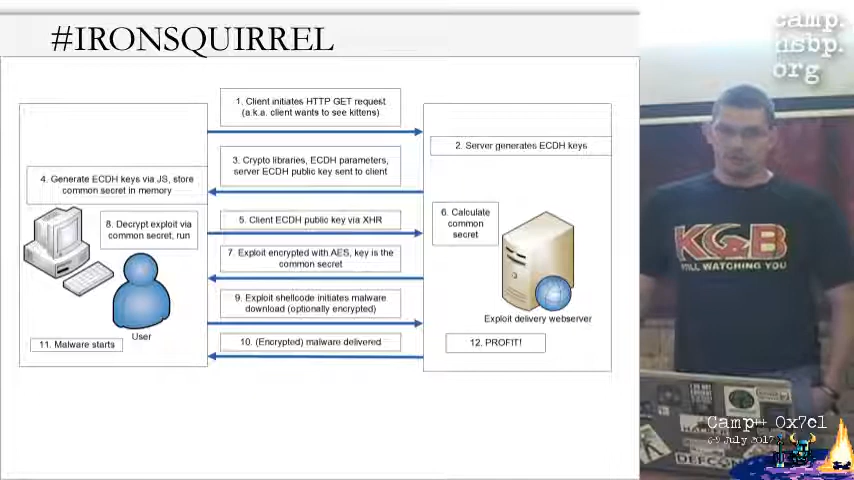 #IRONSQUIRREL
1. Client initiates HTTP GET request
(a.k.a. client wants to see kittens)
2. Server generates ECDH keys
3. Crypto libraries, ECDH parameters,
server ECDH public key sent to client
4. Generate ECDH keys via JS, store
common secret in memory
5. Client ECDH public key via XHR
6. Calculate
common
secret
7. Exploit encrypted with AES, key is the
common secret
8. Decrypt exploit via
common secret, run
9. Exploit shellcode initiates malware
download (optionally encrypted)
Exploit delivery webserver
User
10. (Encrypted) malware delivered
11. Malware starts
12. PROFIT!
camp.
hsbp.
org
KGB
STILL WATCHING YOU
Camp++ 0x7e1
July 2017
DEFCON